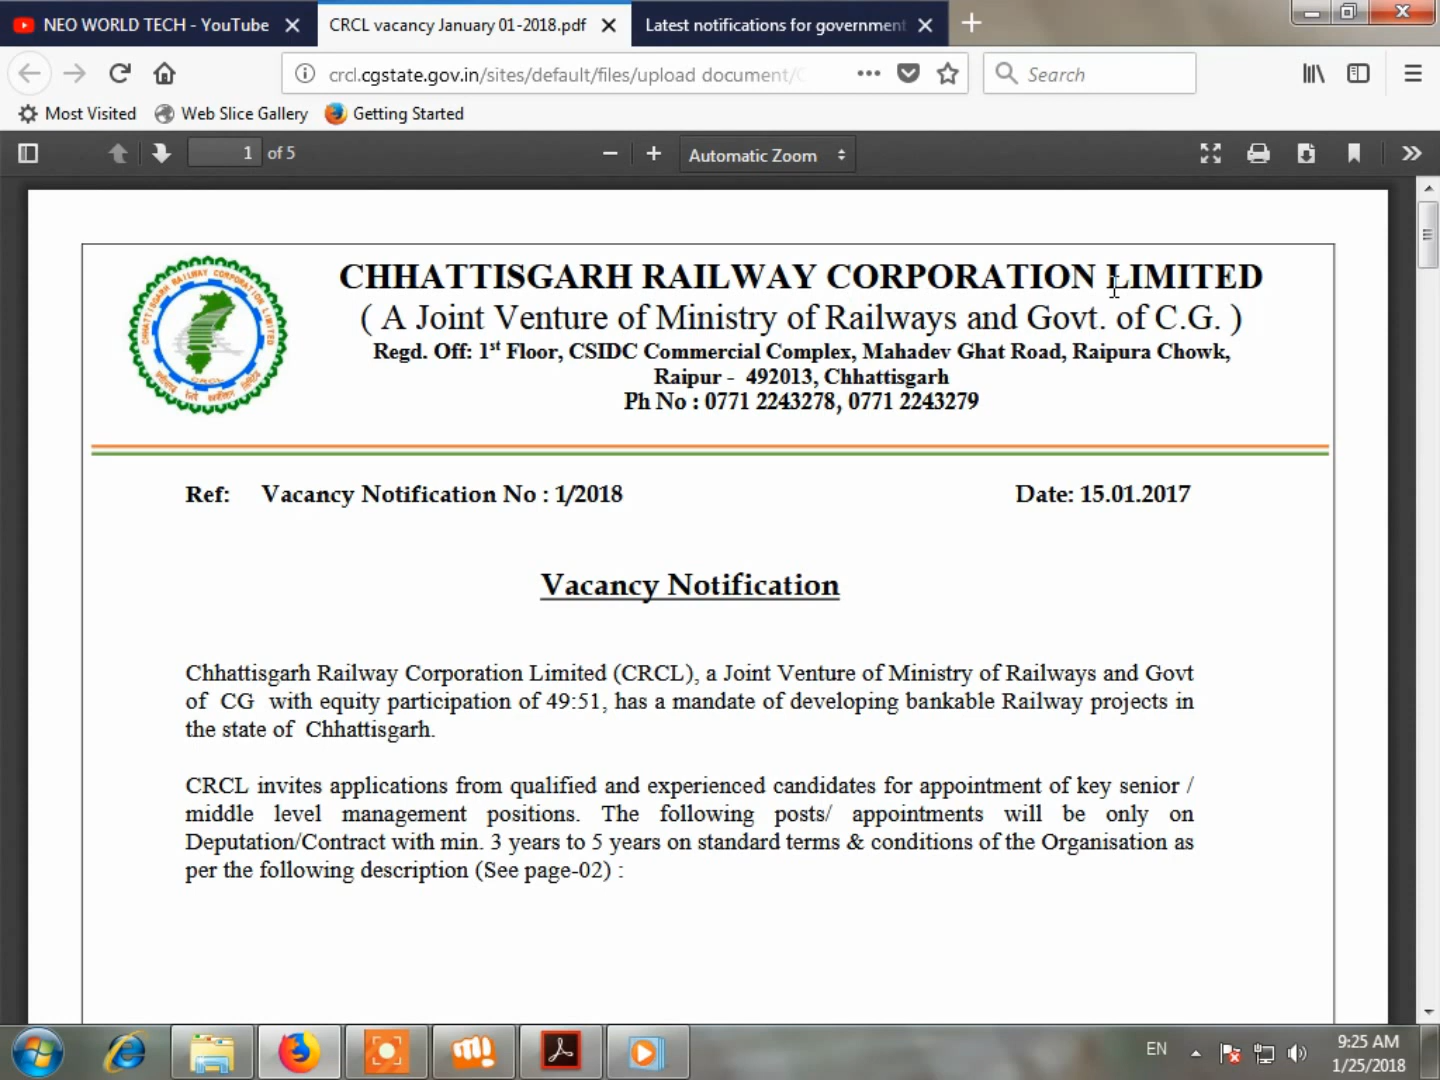 NEO WORLD TECH - YouTube
CRCL vacancy January 01-2018.pdf
Latest notifications for government
crcl.cgstate.gov.in/sites/default/files/upload document/
Search
Most Visited
Web Slice Gallery
Getting Started
1 of 5
Automatic Zoom
CHHATTISGARH RAILWAY CORPORATION LIMITED
CHHATTISGARH RAILWAY CORPORATION LIMITED
( A Joint Venture of Ministry of Railways and Govt. of C.G. )
Regd. Off: 1st Floor, CSIDC Commercial Complex, Mahadev Ghat Road, Raipura Chowk,
Raipur - 492013, Chhattisgarh
Ph No : 0771 2243278, 0771 2243279
CRCL
छत्तीसगढ़ रेलवे कार्पोरेशन लिमिटेड
Ref: Vacancy Notification No : 1/2018
Date: 15.01.2017
Vacancy Notification
Chhattisgarh Railway Corporation Limited (CRCL), a Joint Venture of Ministry of Railways and Govt
of CG with equity participation of 49:51, has a mandate of developing bankable Railway projects in
the state of Chhattisgarh.
CRCL invites applications from qualified and experienced candidates for appointment of key senior /
middle level management positions. The following posts/ appointments will be only on
Deputation/Contract with min. 3 years to 5 years on standard terms & conditions of the Organisation as
per the following description (See page-02) :
EN
9:25 AM
1/25/2018